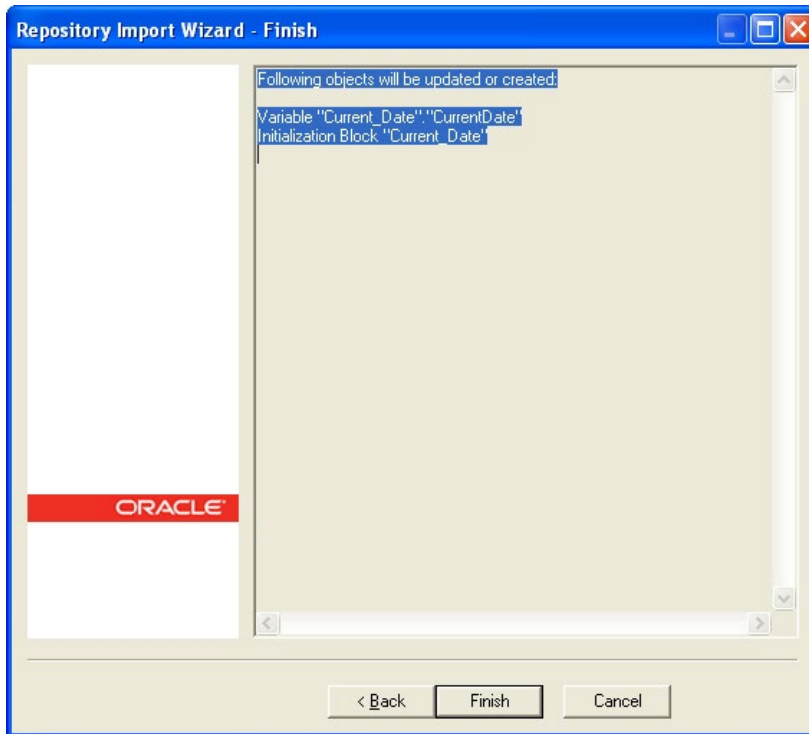 Repository Import Wizard - Finish
Following objects will be updated or created:
Variable "Current_Date"."CurrentDate"
Initialization Block "Current_Date"
ORACLE
< Back
Finish
Cancel